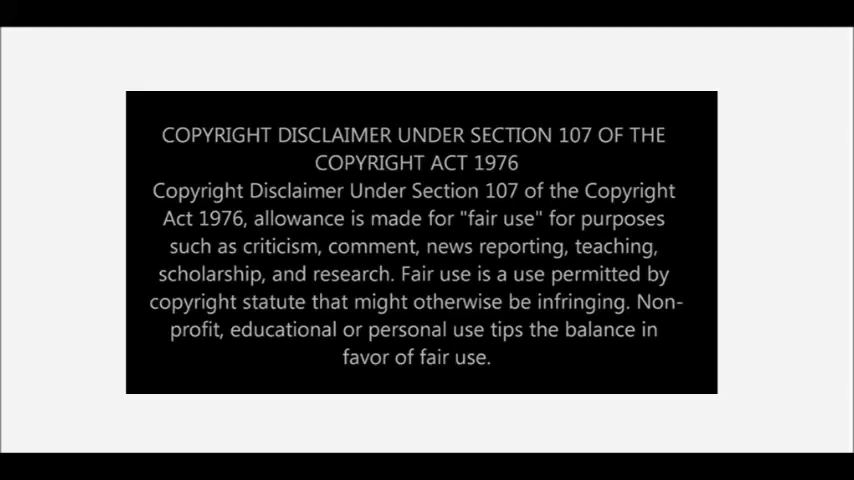 COPYRIGHT DISCLAIMER UNDER SECTION 107 OF THE
COPYRIGHT ACT 1976
Copyright Disclaimer Under Section 107 of the Copyright
Act 1976, allowance is made for "fair use" for purposes
such as criticism, comment, news reporting, teaching,
scholarship, and research. Fair use is a use permitted by
copyright statute that might otherwise be infringing. Non-
profit, educational or personal use tips the balance in
favor of fair use.